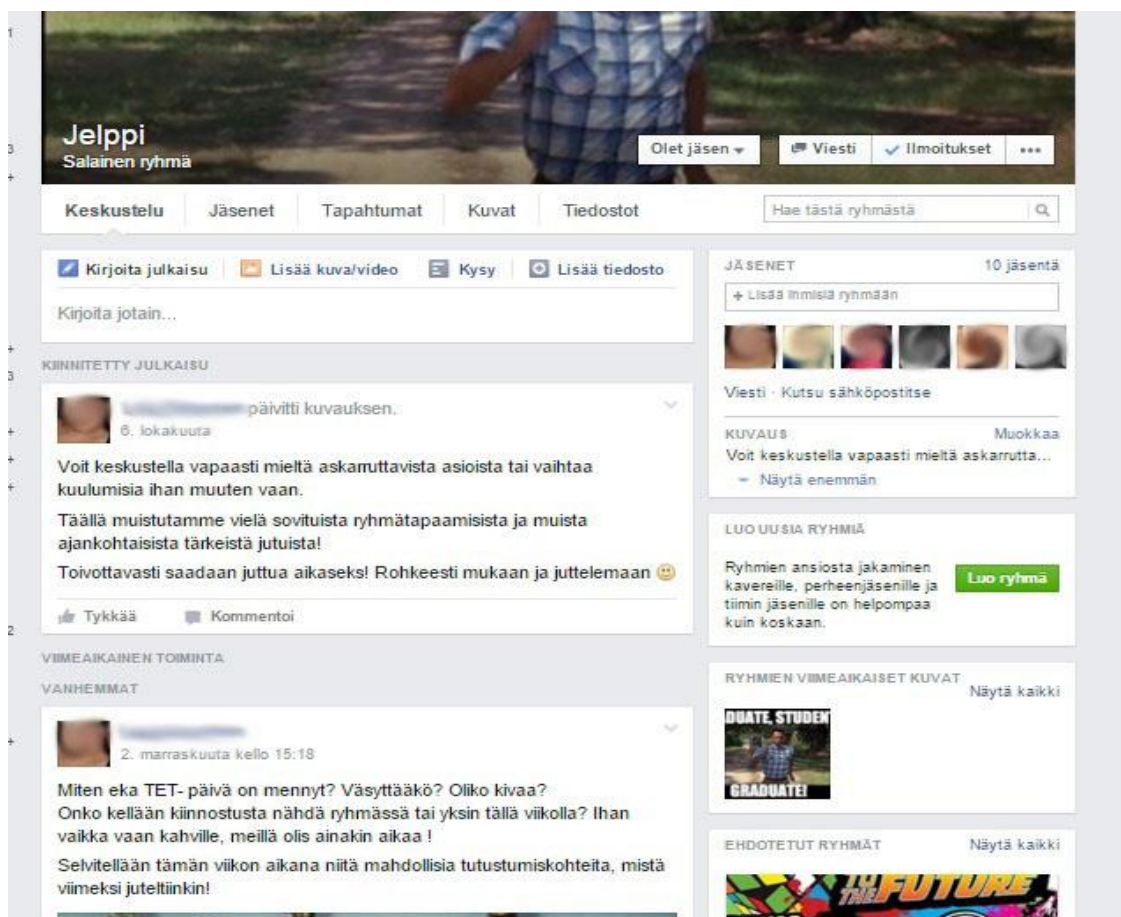 Jelppi
Salainen ryhmä
Olet jäsen
Viesti
Ilmoitukset
Keskustelu
Jäsenet
Tapahtumat
Kuvat
Tiedostot
Hae tästä ryhmästä
Kirjoita julkaisu
Lisää kuva/video
Kysy
Lisää tiedosto
Kirjoita jotain...
KIINNITETTY JULKAISU
päivitti kuvauksen.
6. lokakuuta
Voit keskustella vapaasti mieltä askarruttavista asioista tai vaihtaa
kuulumisia ihan muuten vaan.
Täällä muistutamme vielä sovituista ryhmätapaamisista ja muista
ajankohtaisista tärkeistä jutuista!
Toivottavasti saadaan juttua aikaseks! Rohkeesti mukaan ja juttelemaan 🙂
Tykkää
Kommentoi
VIIMEAIKAINEN TOIMINTA
VANHEMMAT
2. marraskuuta kello 15:18
Miten eka TET- päivä on mennyt? Väsyttääkö? Oliko kivaa?
Onko kellään kiinnostusta nähdä ryhmässä tai yksin tällä viikolla? Ihan
vaikka vaan kahville, meillä olis ainakin aikaa !
Selvitellään tämän viikon aikana niitä mahdollisia tutustumiskohteita, mistä
viimeksi juteltiinkin!
JÄSENET
10 jäsentä
+ Lisää ihmisiä ryhmään
Viesti · Kutsu sähköpostitse
KUVAUS
Muokkaa
Voit keskustella vapaasti mieltä askarrutta...
Näytä enemmän
LUO UUSIA RYHMIÄ
Ryhmien ansiosta jakaminen
kavereille, perheenjäsenille ja
tiimin jäsenille on helpompaa
kuin koskaan.
Luo ryhmä
RYHMIEN VIIMEAIKAISET KUVAT
Näytä kaikki
DUATE, STUDEN
GRADUATE!
EHDOTETUT RYHMÄT
Näytä kaikki
TO
THE FUTURE